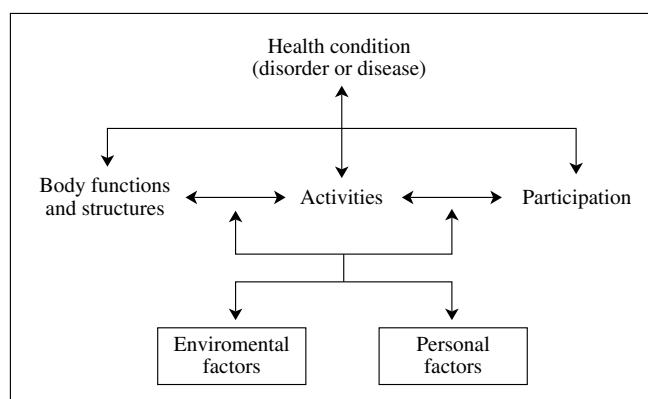 Health condition
(disorder or disease)
Body functions
and structures
Activities
Participation
Enviromental
factors
Personal
factors